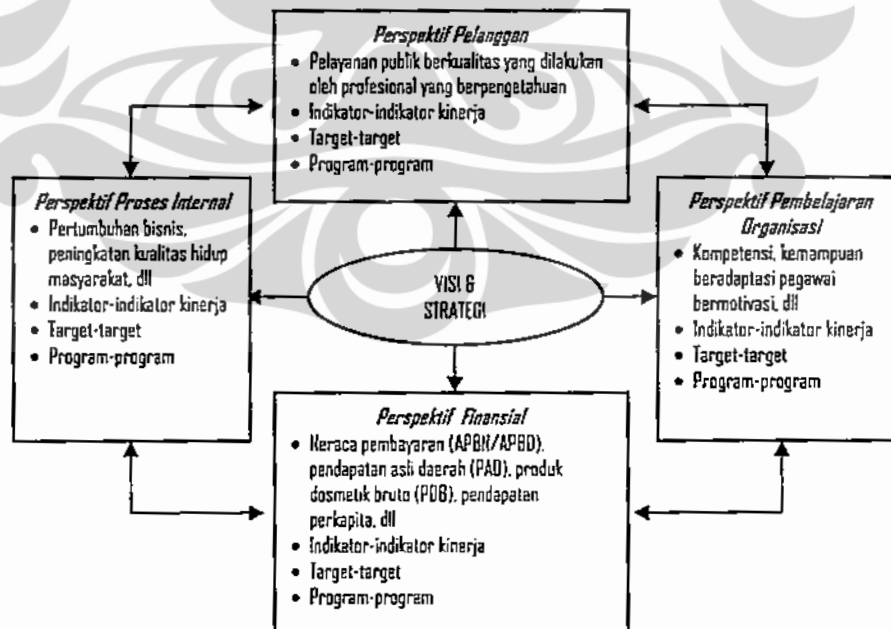 Perspektif Pelanggan
• Pelayanan publik berkualitas yang dilakukan
oleh profesional yang berpengetahuan
• Indikator-indikator kinerja
• Target-target
• Program-program
Perspektif Proses Internal
• Pertumbuhan bisnis,
peningkatan kualitas hidup
masyarakat, dll
• Indikator-indikator kinerja
• Target-target
• Program-program
VISI &
STRATEGI
Perspektif Pembelajaran
Organisasi
• Kompetensi, kemampuan
beradaptasi pegawai
bermotivasi, dll
• Indikator-indikator kinerja
• Target-target
• Program-program
Perspektif Finansial
• Neraca pembayaran (APBN/APBD),
pendapatan asli daerah (PAD), produk
dosmetik bruto (PDB), pendapatan
perkapita, dll
• Indikator-indikator kinerja
• Target-target
• Program-program